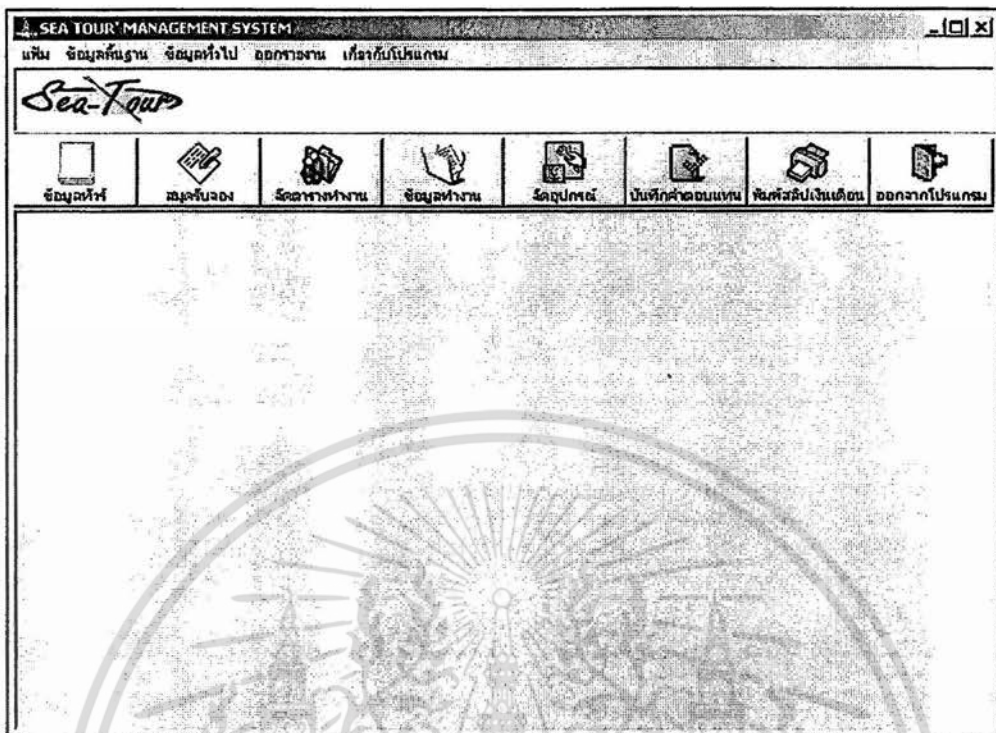 SEA TOUR' MANAGEMENT SYSTEM
แฟ้ม ข้อมูลพื้นฐาน ข้อมูลทั่วไป ออกรายงาน เกี่ยวกับโปรแกรม
Sea-Tour
ข้อมูลทัวร์ สมุดรับจอง จัดตารางทำงาน ข้อมูลทำงาน จัดอุปกรณ์ บันทึกค่าตอบแทน พิมพ์สลิปเงินเดือน ออกจากโปรแกรม